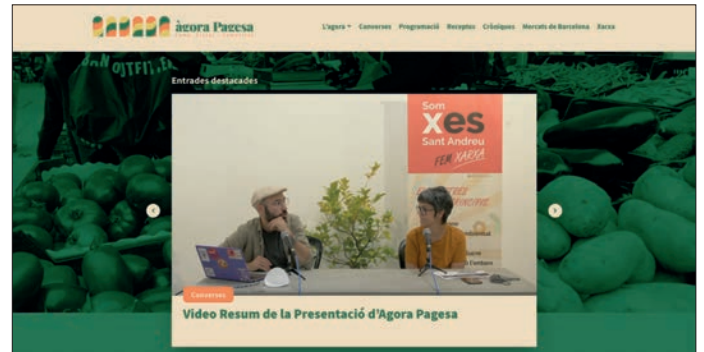 àgora Pagesa
L'agora Converses Programació Receptes Cròniques Mercats de Barcelona Xarxa
Entrades destacades
Som
xes
Sant Andreu
FEM XARXA
Converses
Vídeo Resum de la Presentació d'Agora Pagesa